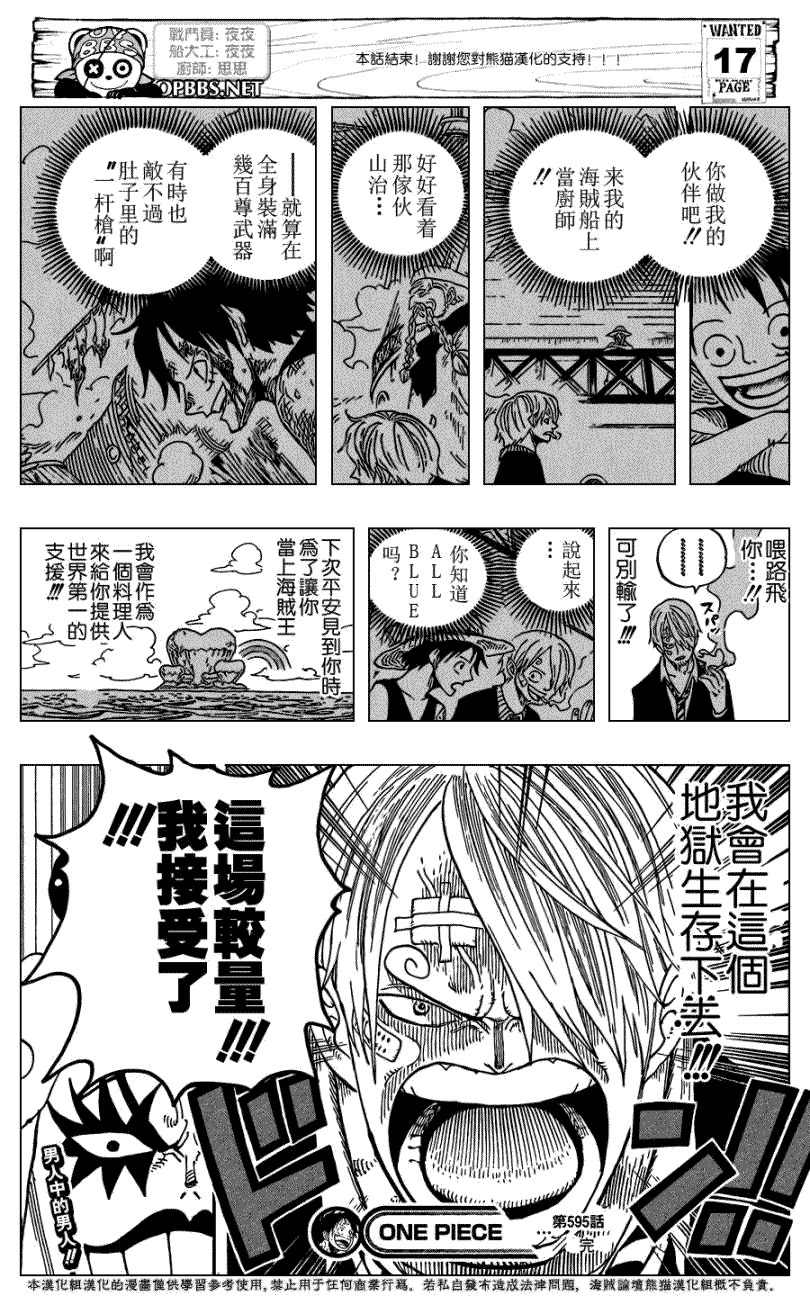 戰鬥員：夜夜
船大工：夜夜
廚師：思思
OPBBS.NET
本話結束！謝謝您對熊猫漢化的支持！！！
WANTED
17
PAGE
你做我的
伙伴吧!!
来我的
海賊船上
當廚師
!!
好好看着
那傢伙
山治…
——就算在
全身裝滿
幾百尊武器
有時也
敵不過
肚子里的
"一杆槍"啊
喂路飛
你…!!
可別輸了!!!
說起來
…
你知道
ALL
BLUE
吗？
下次平安見到你時
爲了讓你
當上海賊王
我會作爲
一個料理人
來給你提供
世界第一的
支援!!!
我會在這個
地獄生存下去
!!!
這場較量
我接受了
!!!
!!!
男人中的男人!!
ドン!!
ONE PIECE
第595話
…完
本漢化組漢化的漫畫僅供學習參考使用，禁止用于任何商業行爲。若私自發布造成法律問題，海賊論壇熊猫漢化組概不負責。